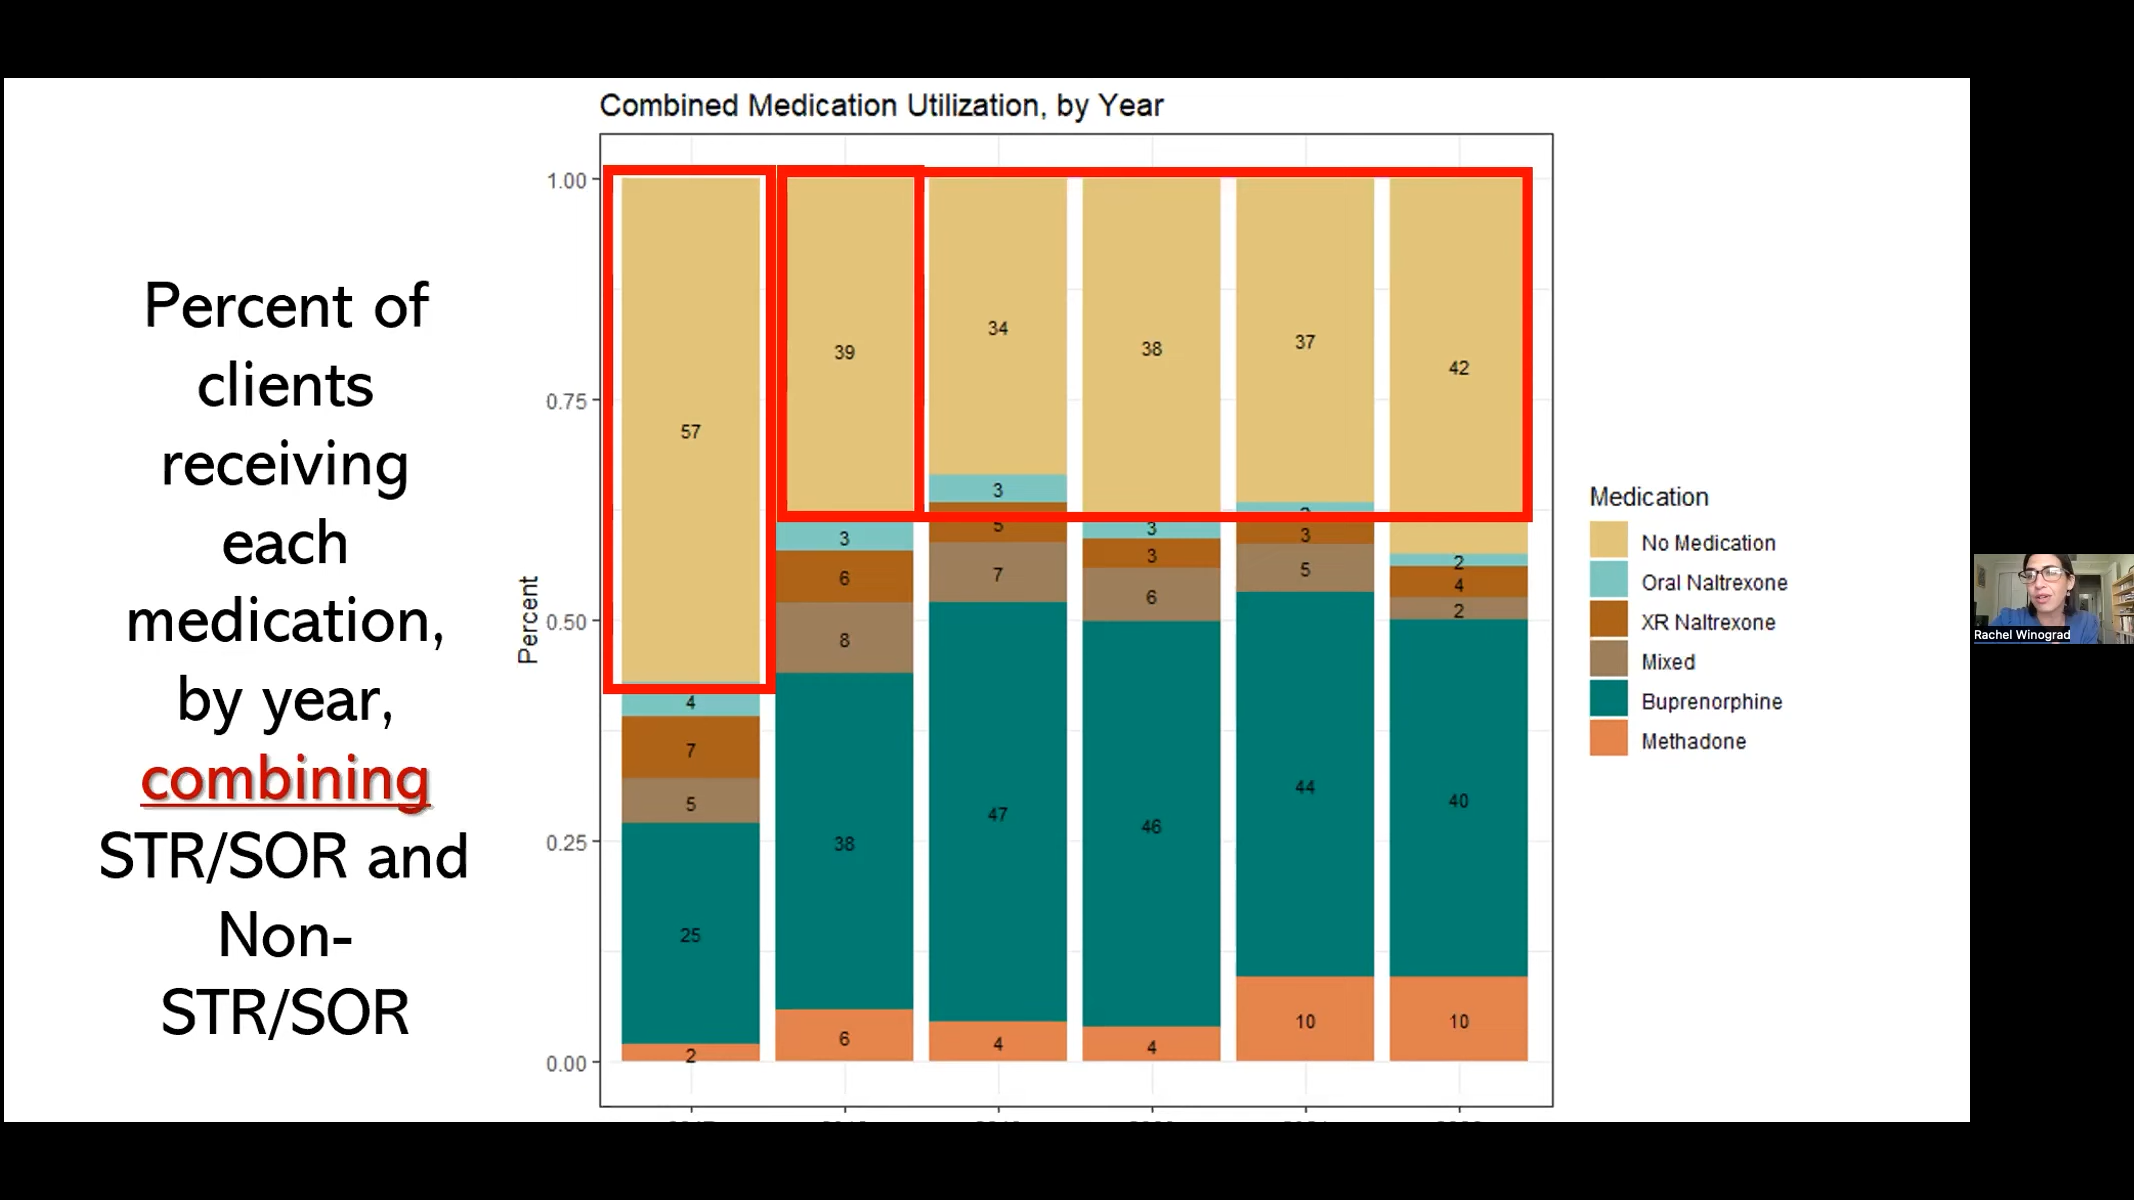 Combined Medication Utilization, by Year
Percent of
clients
receiving
each
medication,
by year,
combining
STR/SOR and
Non-
STR/SOR
Percent
1.00
0.75
0.50
0.25
0.00
57
4
7
5
25
2
39
3
6
8
38
6
34
3
5
7
47
4
38
3
3
6
46
4
37
3
5
44
10
42
2
4
2
40
10
Medication
No Medication
Oral Naltrexone
XR Naltrexone
Mixed
Buprenorphine
Methadone
Rachel Winograd